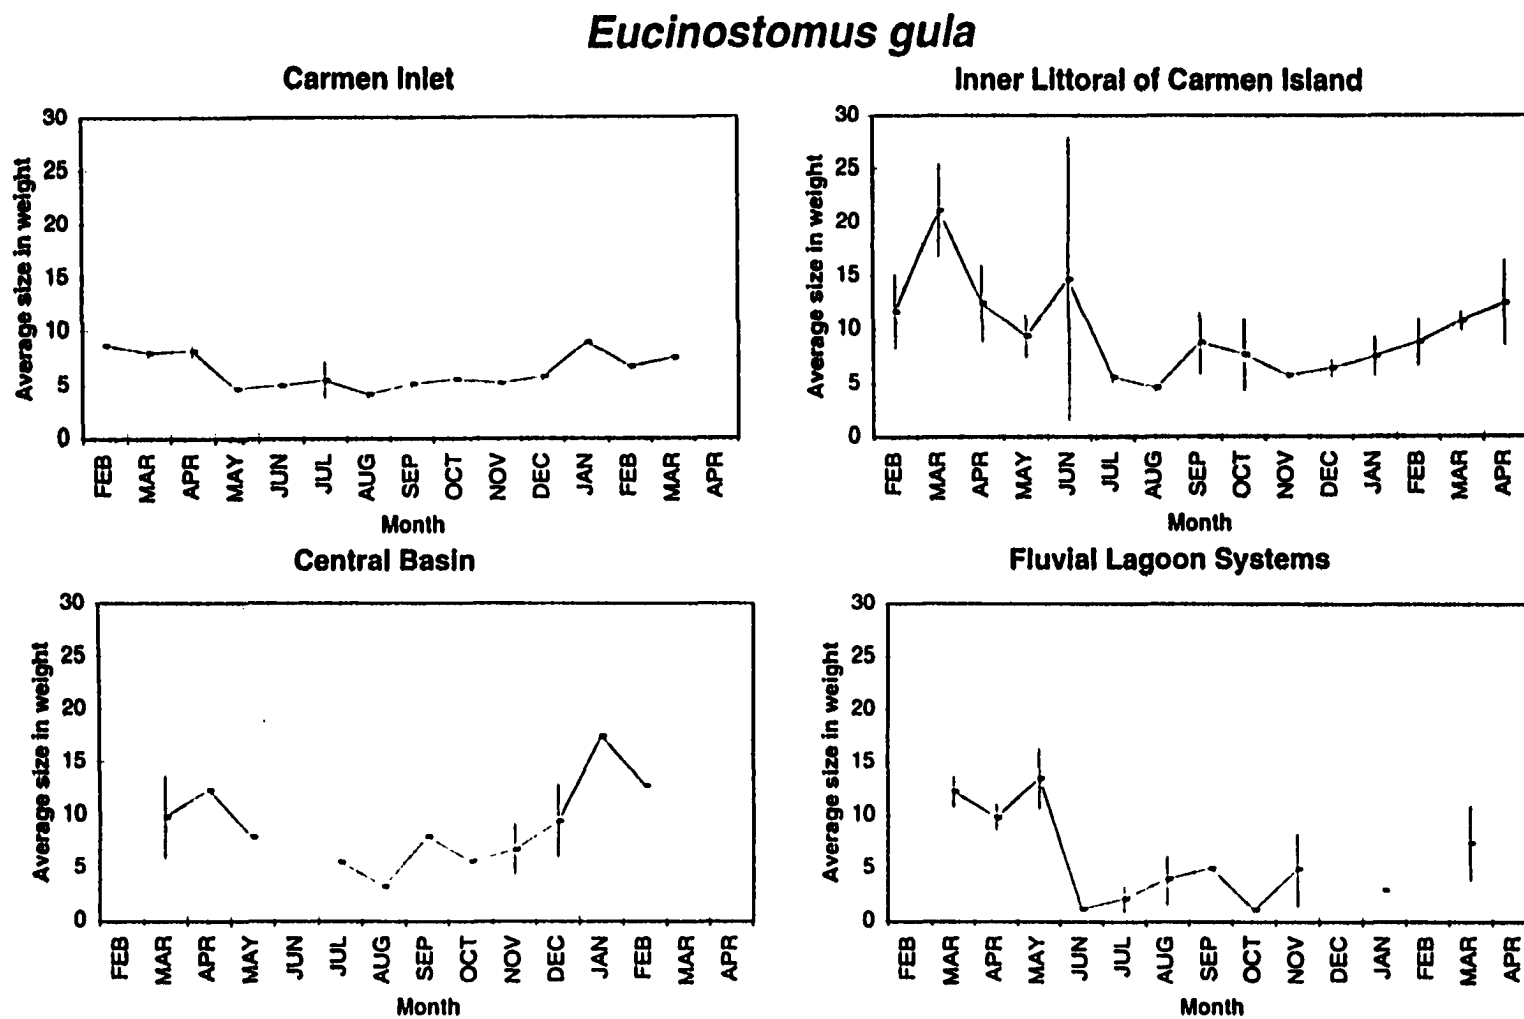 Eucinostomus gula
Carmen Inlet
Average size in weight
30
25
20
15
10
5
0
FEB MAR APR MAY JUN JUL AUG SEP OCT NOV DEC JAN FEB MAR APR
Month
Inner Littoral of Carmen Island
Average size in weight
30
25
20
15
10
5
0
FEB MAR APR MAY JUN JUL AUG SEP OCT NOV DEC JAN FEB MAR APR
Month
Central Basin
Average size in weight
30
25
20
15
10
5
0
FEB MAR APR MAY JUN JUL AUG SEP OCT NOV DEC JAN FEB MAR APR
Month
Fluvial Lagoon Systems
Average size in weight
30
25
20
15
10
5
0
FEB MAR APR MAY JUN JUL AUG SEP OCT NOV DEC JAN FEB MAR APR
Month